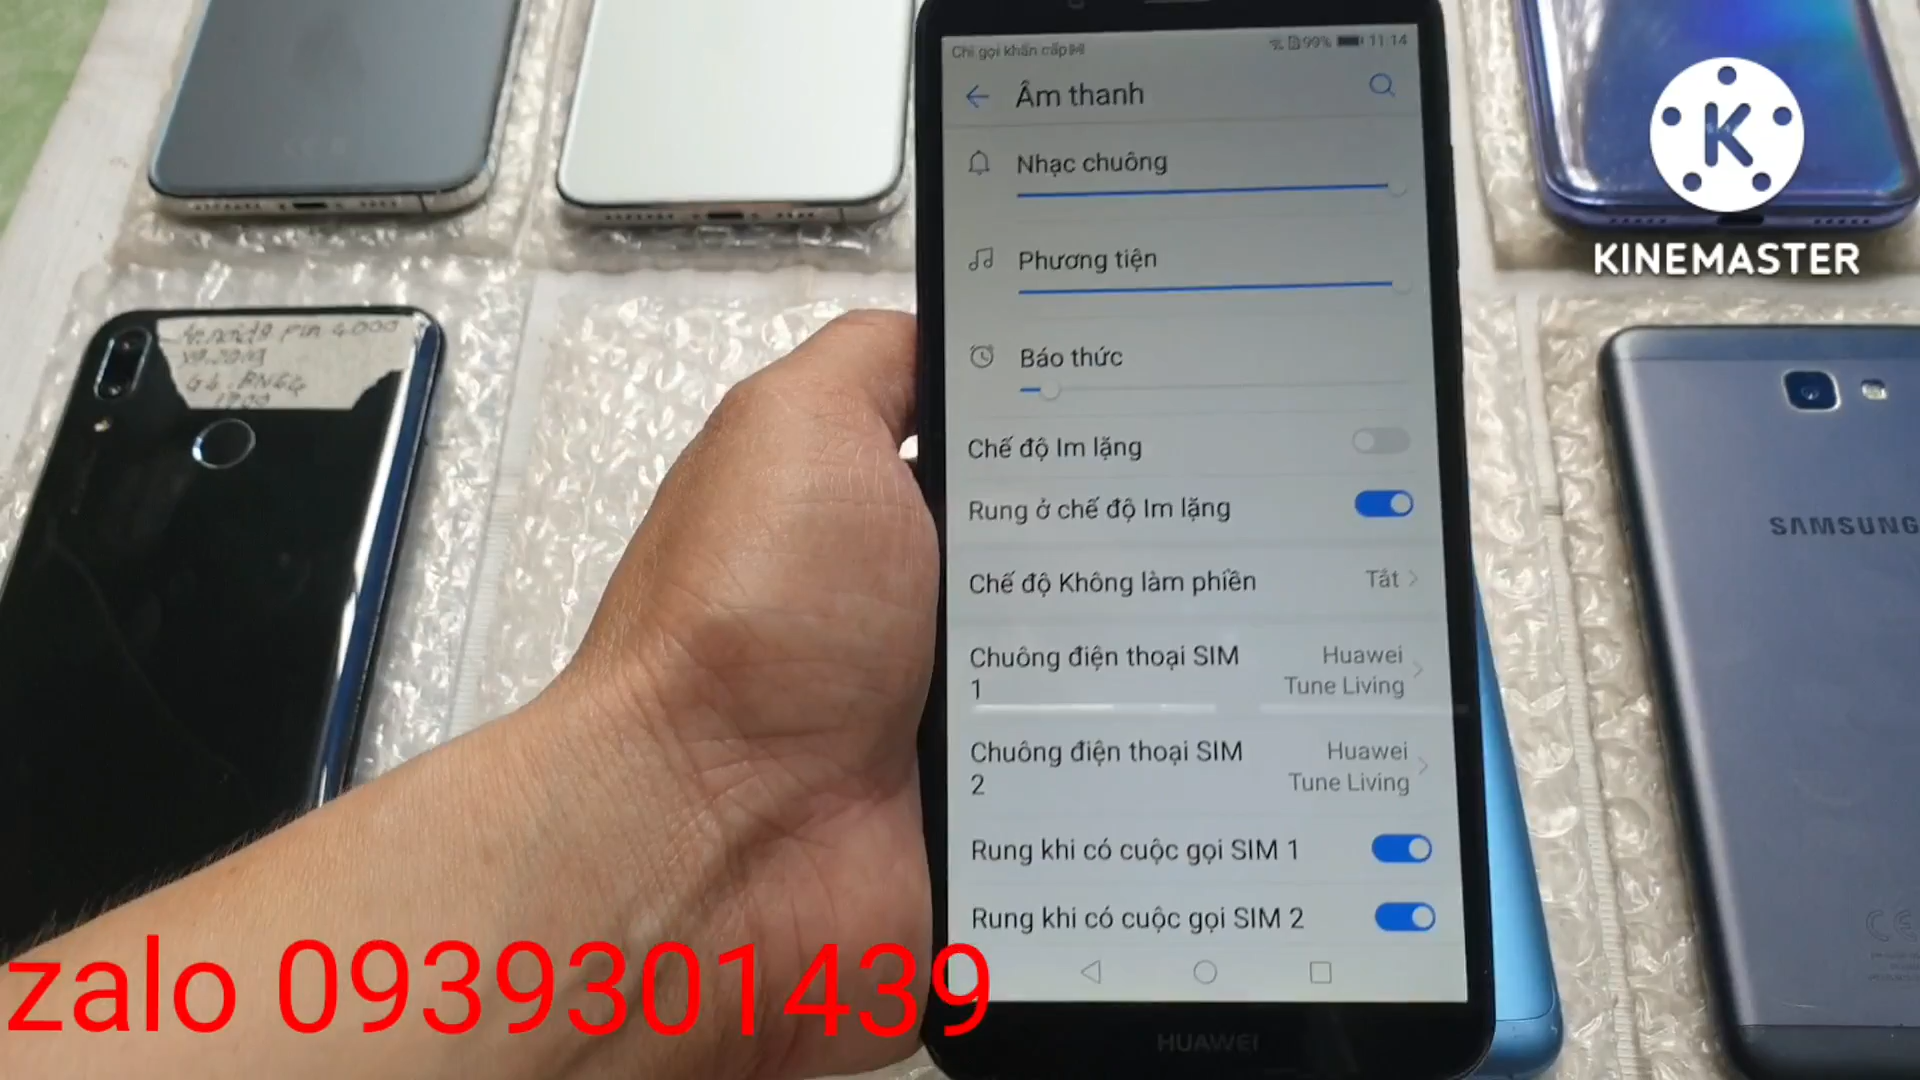 Chỉ gọi khẩn cấp
99% 11:14
Âm thanh
Nhạc chuông
Phương tiện
Báo thức
Chế độ Im lặng
Rung ở chế độ Im lặng
Chế độ Không làm phiền
Tắt
Chuông điện thoại SIM
1
Huawei
Tune Living
Chuông điện thoại SIM
2
Huawei
Tune Living
Rung khi có cuộc gọi SIM 1
Rung khi có cuộc gọi SIM 2
HUAWEI
K
KINEMASTER
Pin 4000
SAMSUNG
CE
zalo 0939301439